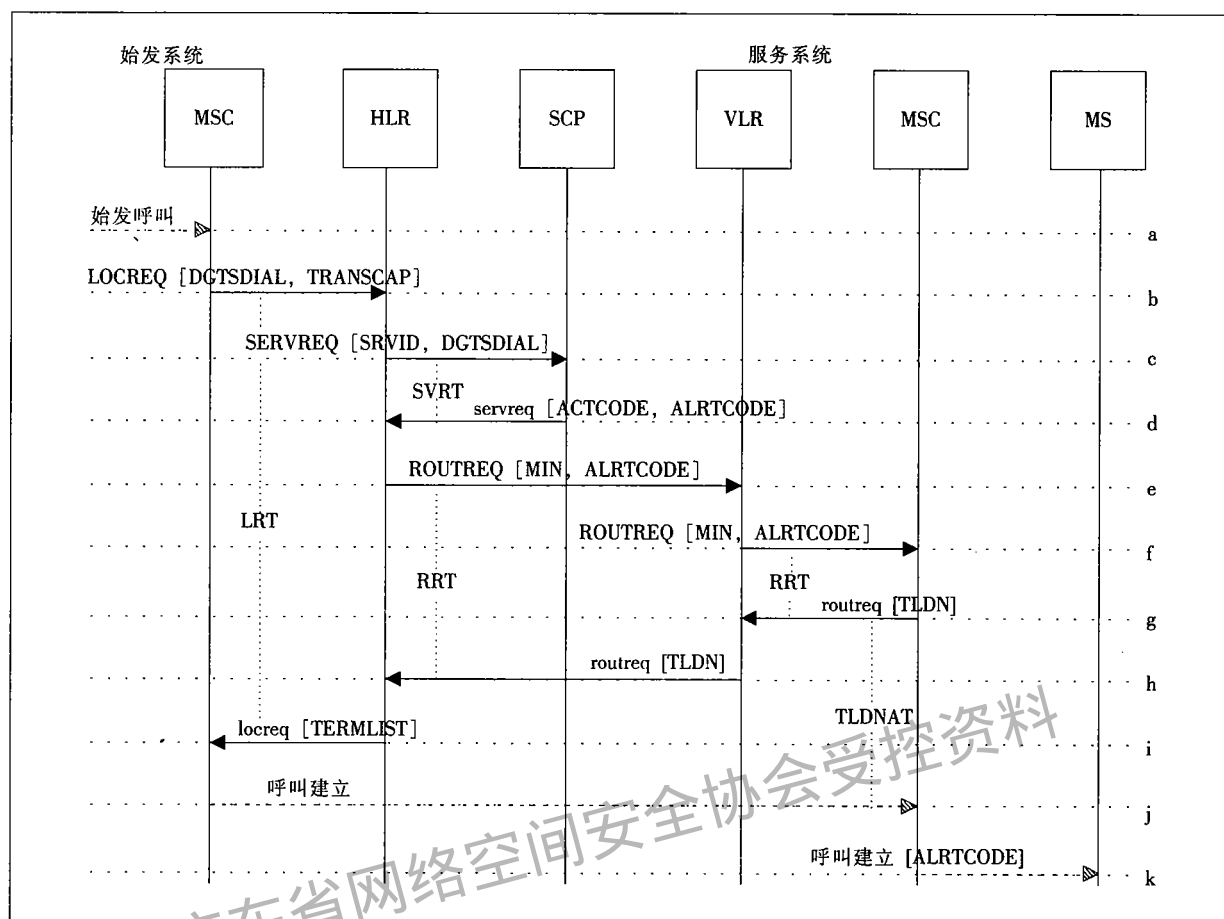 始发系统
服务系统
MSC
HLR
SCP
VLR
MSC
MS
始发呼叫
a
LOCREQ [DGTSDIAL, TRANSCAP]
b
SERVREQ [SRVID, DGTSDIAL]
c
SVRT
servreq [ACTCODE, ALRTCODE]
d
ROUTREQ [MIN, ALRTCODE]
e
LRT
ROUTREQ [MIN, ALRTCODE]
f
RRT
RRT
routreq [TLDN]
g
routreq [TLDN]
h
TLDNAT
locreq [TERMLIST]
i
呼叫建立
j
呼叫建立 [ALRTCODE]
k
东省网络空间安全协会受控资料